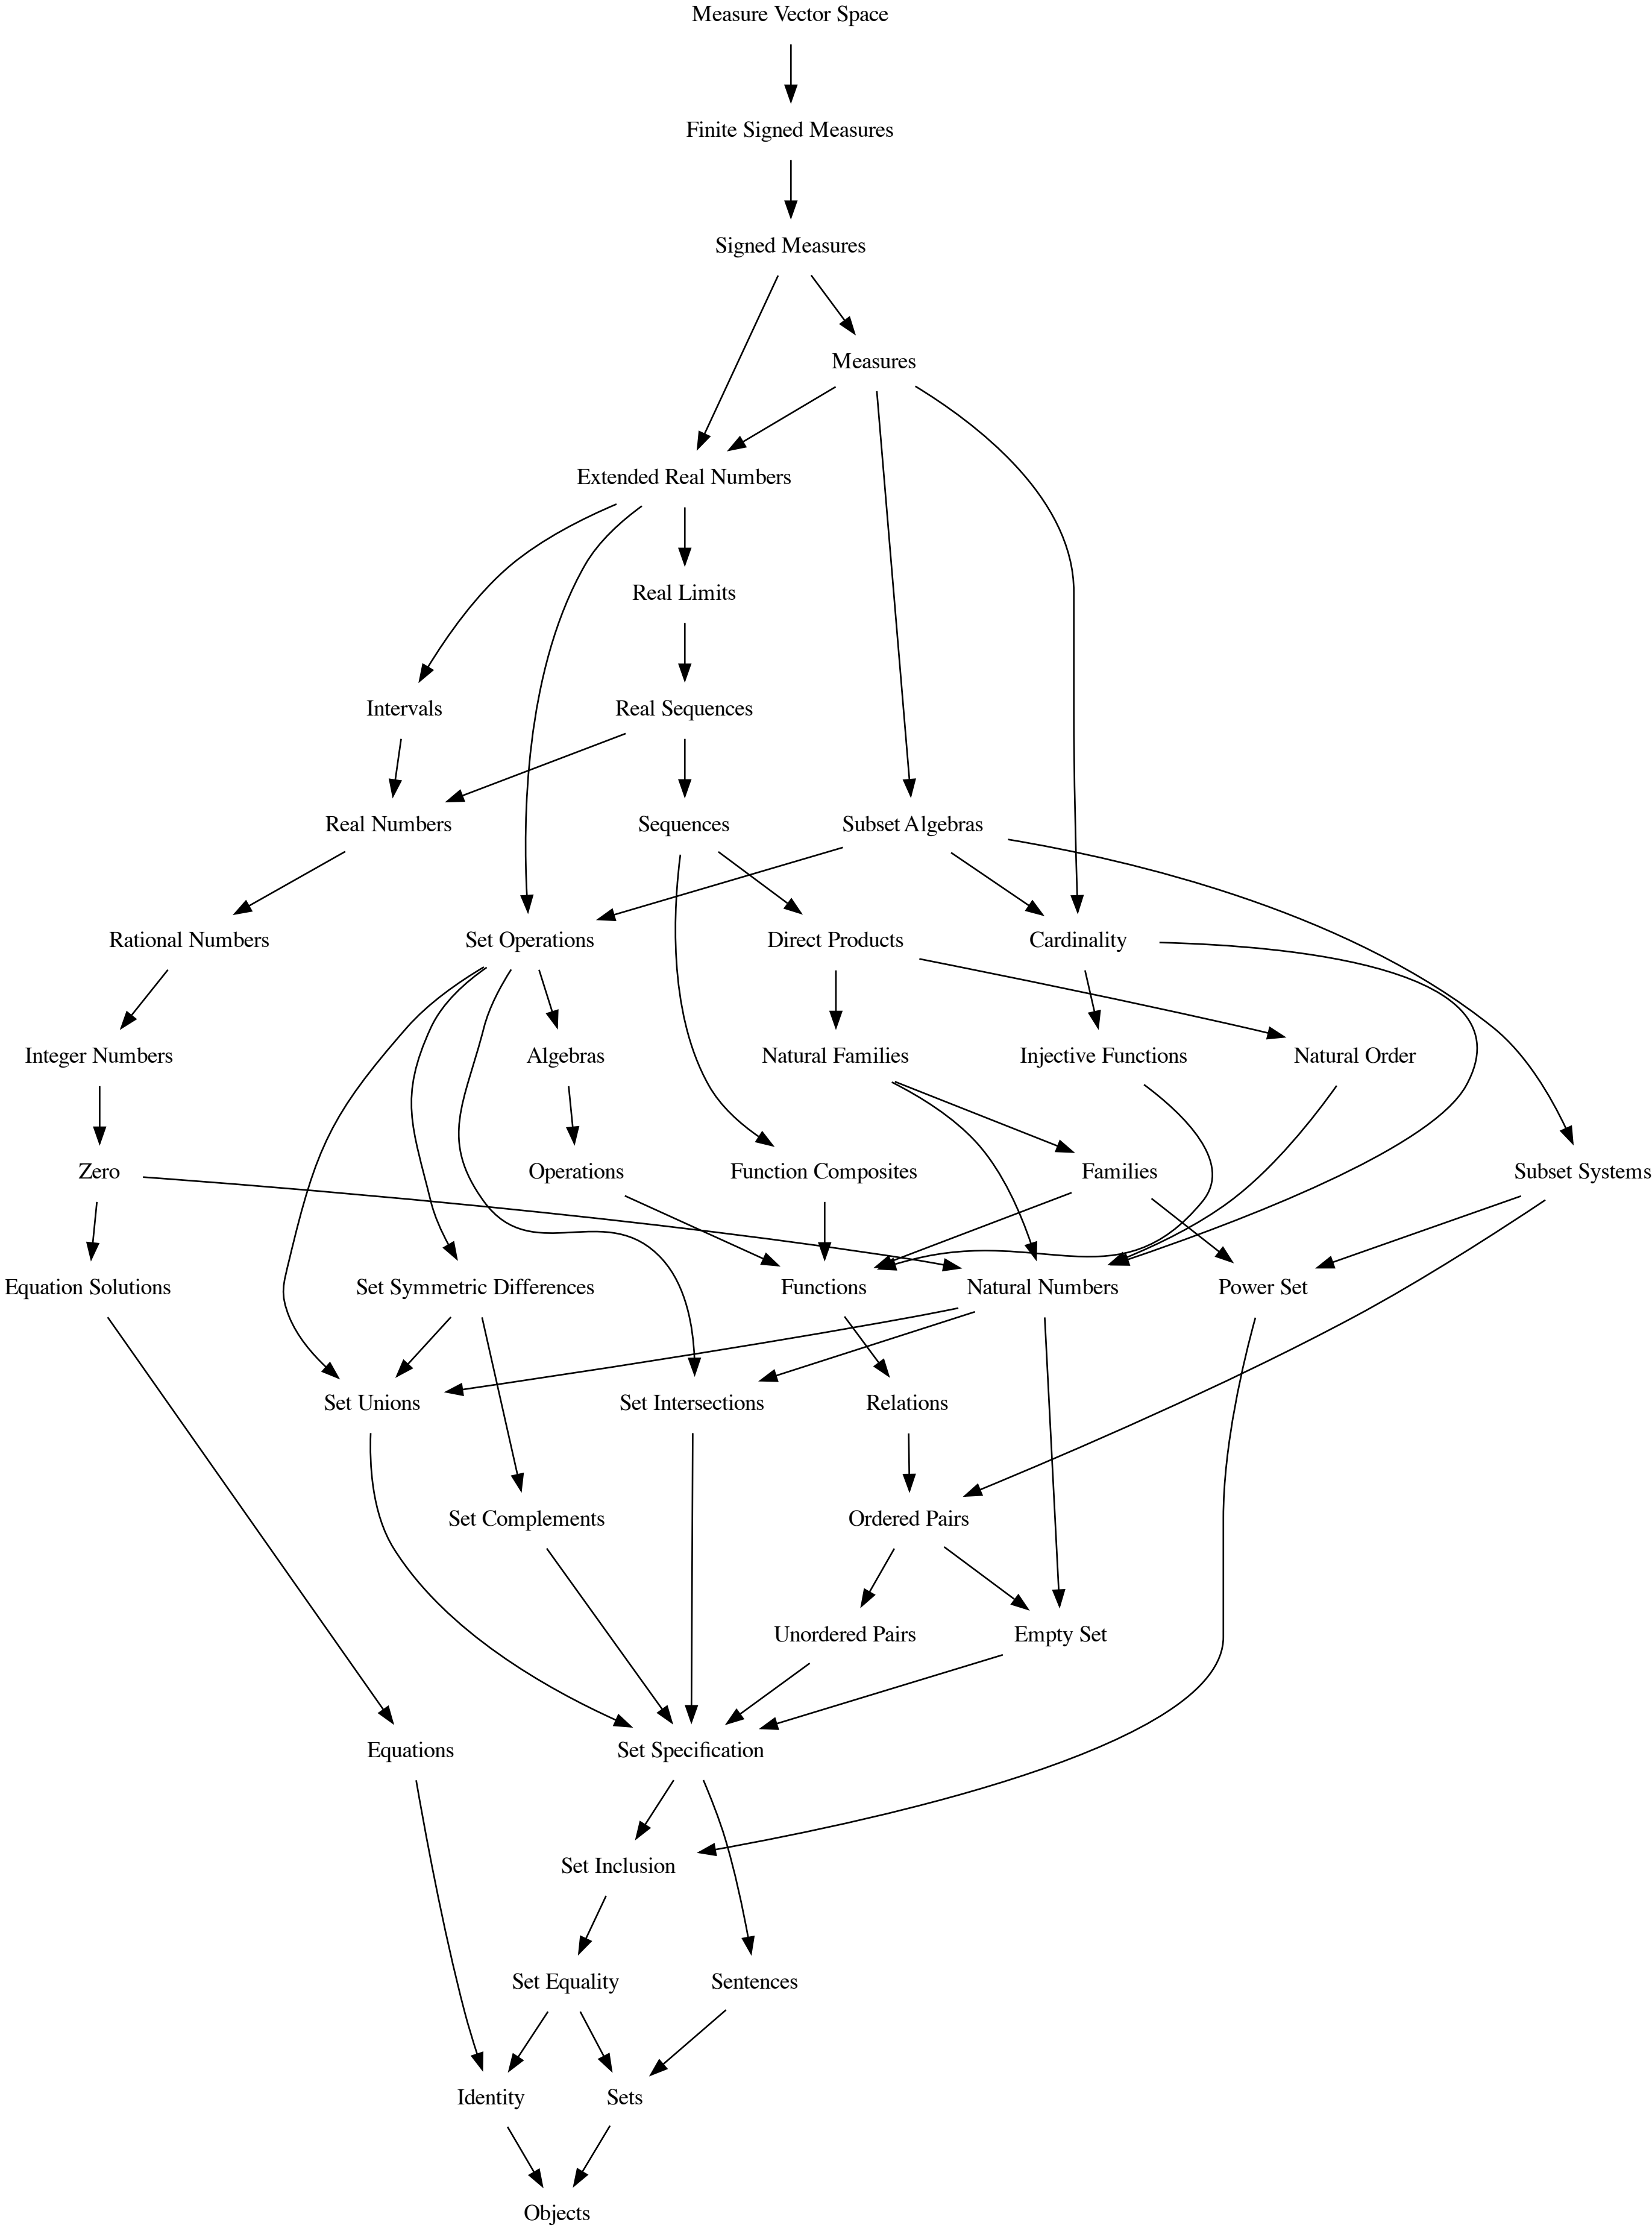 Measure Vector Space
Finite Signed Measures
Signed Measures
Measures
Extended Real Numbers
Real Limits
Intervals
Real Sequences
Real Numbers
Sequences
Subset Algebras
Rational Numbers
Set Operations
Direct Products
Cardinality
Integer Numbers
Algebras
Natural Families
Injective Functions
Natural Order
Zero
Operations
Function Composites
Families
Subset Systems
Equation Solutions
Set Symmetric Differences
Functions
Natural Numbers
Power Set
Set Unions
Set Intersections
Relations
Set Complements
Ordered Pairs
Unordered Pairs
Empty Set
Equations
Set Specification
Set Inclusion
Set Equality
Sentences
Identity
Sets
Objects